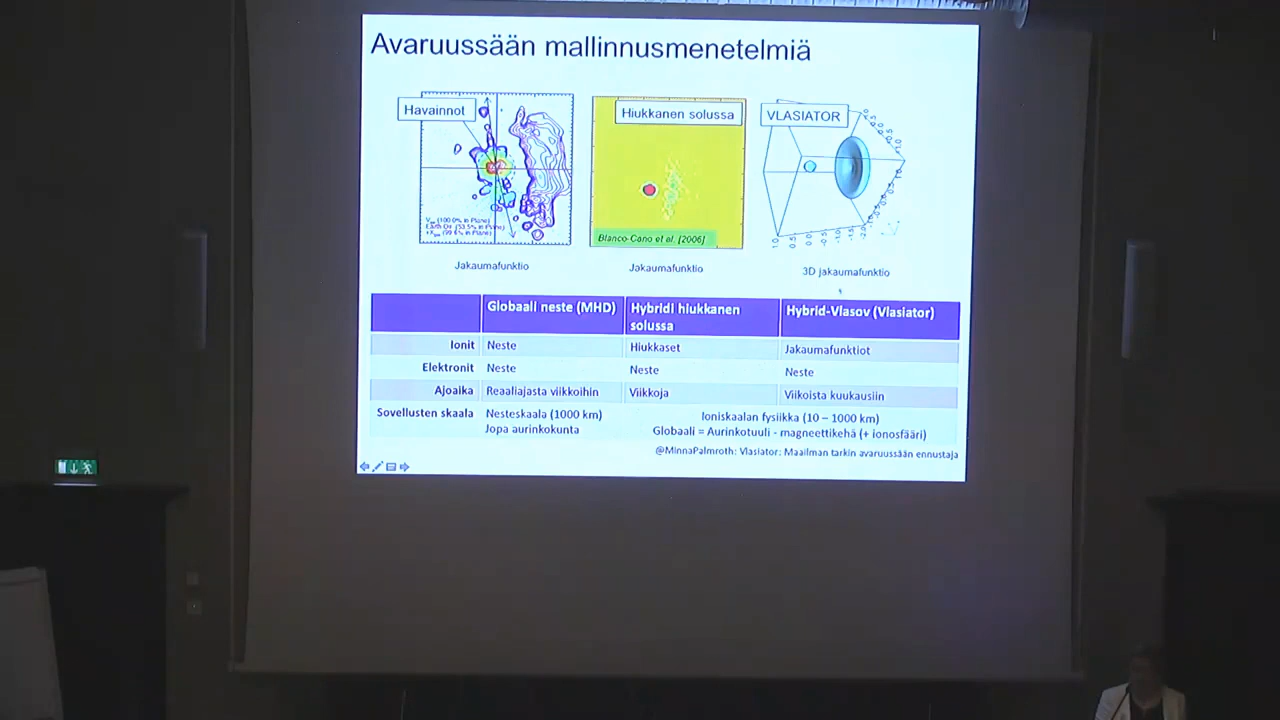 Avaruussään mallinnusmenetelmiä
Havainnot
Hiukkanen solussa
VLASIATOR
Blanco-Cano et al. [2006]
Jakaumafunktio
Jakaumafunktio
3D jakaumafunktio
Globaali neste (MHD)
Hybridi hiukkanen solussa
Hybrid-Vlasov (Vlasiator)
Ionit Neste Hiukkaset Jakaumafunktiot
Elektronit Neste Neste Neste
Ajoaika Reaaliajasta viikkoihin Viikkoja Viikoista kuukausiin
Sovellusten skaala Nesteskaala (1000 km) Ioniskaalan fysiikka (10 – 1000 km)
Jopa aurinkokunta Globaali = Aurinkotuuli - magneettikehä (+ ionosfääri)
@MinnaPalmroth: Vlasiator: Maailman tarkin avaruussään ennustaja